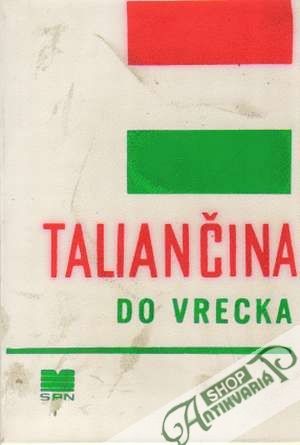 TALIANČINA
DO VRECKA
SPN
SHOP
ANTIKVARIAT